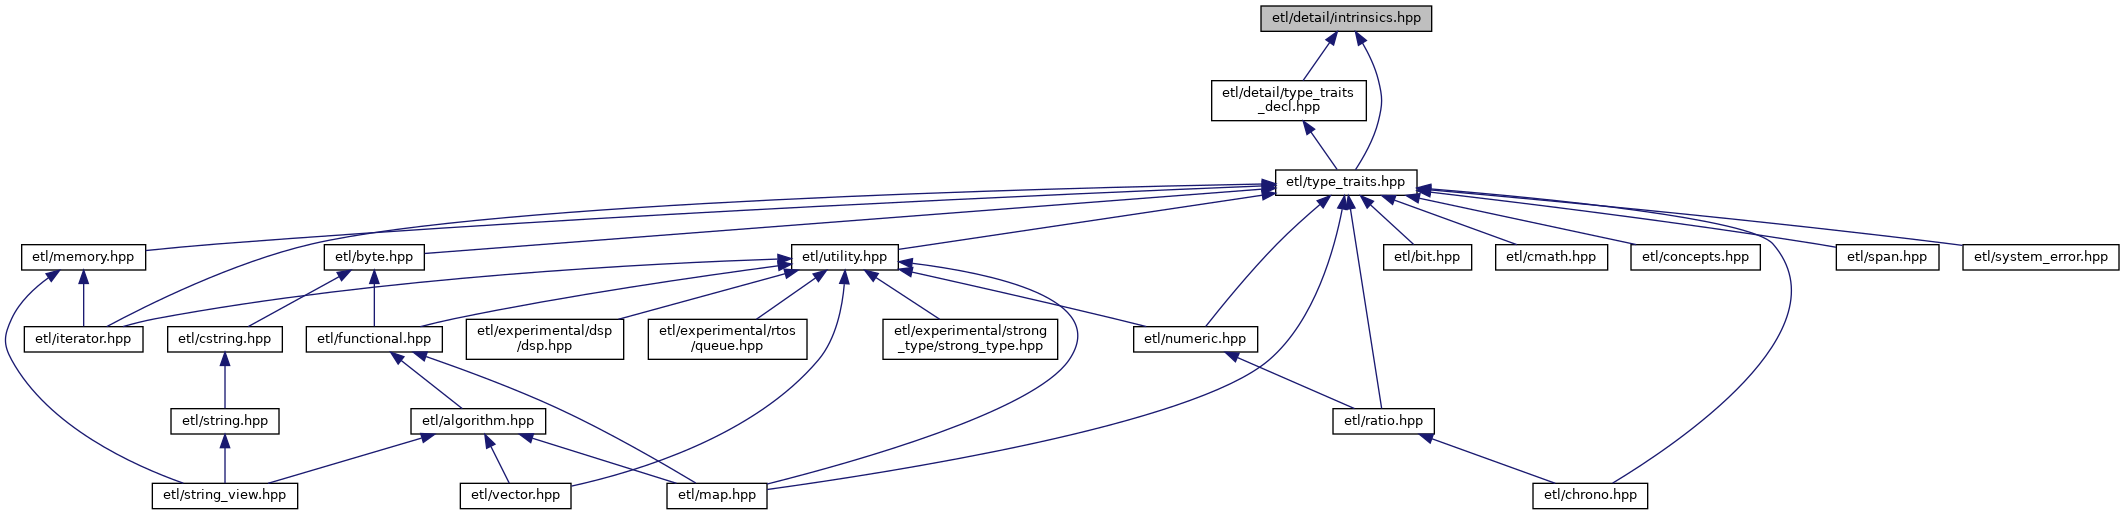 etl/detail/intrinsics.hpp
etl/detail/type_traits
_decl.hpp
etl/type_traits.hpp
etl/memory.hpp
etl/byte.hpp
etl/utility.hpp
etl/bit.hpp
etl/cmath.hpp
etl/concepts.hpp
etl/span.hpp
etl/system_error.hpp
etl/iterator.hpp
etl/cstring.hpp
etl/functional.hpp
etl/experimental/dsp
/dsp.hpp
etl/experimental/rtos
/queue.hpp
etl/experimental/strong
_type/strong_type.hpp
etl/numeric.hpp
etl/string.hpp
etl/algorithm.hpp
etl/ratio.hpp
etl/string_view.hpp
etl/vector.hpp
etl/map.hpp
etl/chrono.hpp